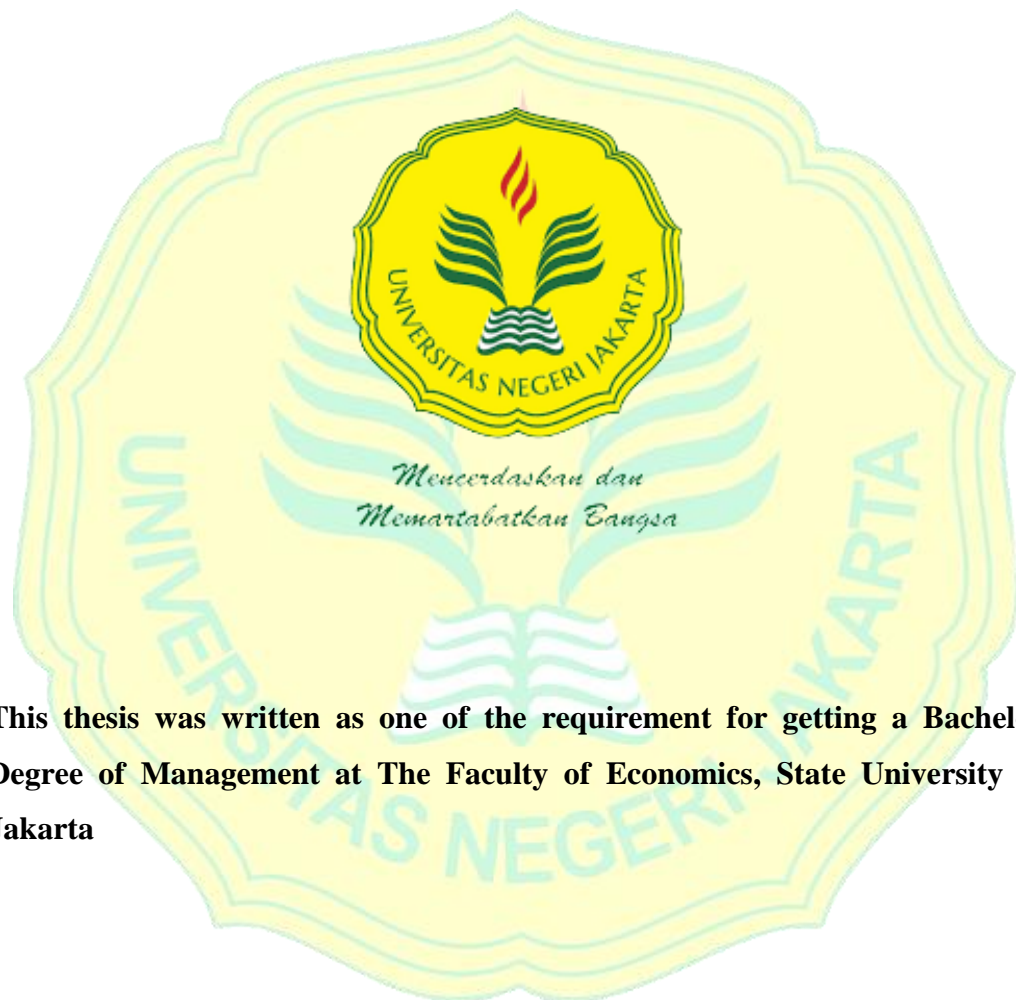 UNIVERSITAS NEGERI JAKARTA
Mencerdaskan dan
Memartabatkan Bangsa
UNIVERSITAS NEGERI JAKARTA
This thesis was written as one of the requirement for getting a Bachel
Degree of Management at The Faculty of Economics, State University
Jakarta